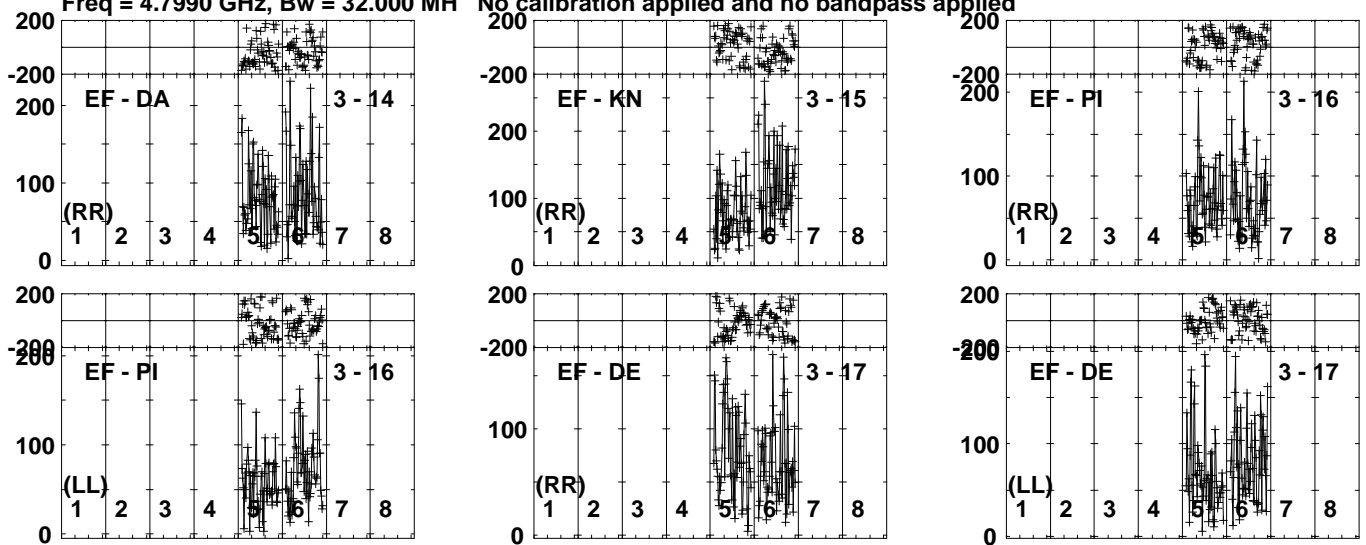 Freq = 4.7990 GHz, Bw = 32.000 MH No calibration applied and no bandpass applied
200 200 200
-200 -200 -200
EF - DA 3 - 14 EF - KN 3 - 15 EF - PI 3 - 16
200 200 200
100 100 100
(RR) (RR) (RR)
1 2 3 4 5 6 7 8 1 2 3 4 5 6 7 8 1 2 3 4 5 6 7 8
0 0 0
200 200 200
-200 -200 -200
200 200
EF - PI 3 - 16 EF - DE 3 - 17 EF - DE 3 - 17
100 100 100
(LL) (RR) (LL)
1 2 3 4 5 6 7 8 1 2 3 4 5 6 7 8 1 2 3 4 5 6 7 8
0 0 0